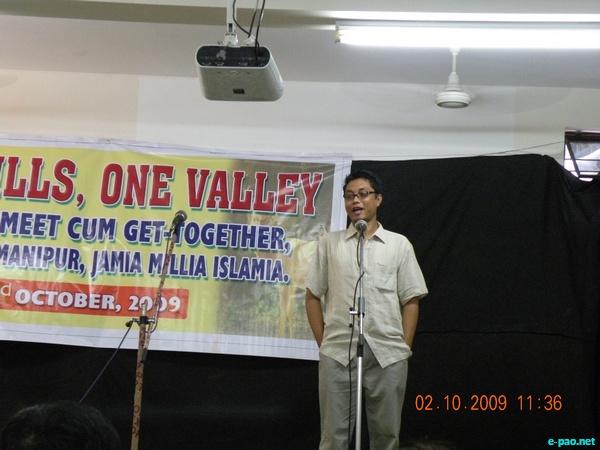 ILLS, ONE VALLEY
MEET CUM GET-TOGETHER,
MANIPUR, JAMIA MILLIA ISLAMIA.
OCTOBER, 2009
02.10.2009 11:36
e-pao.net